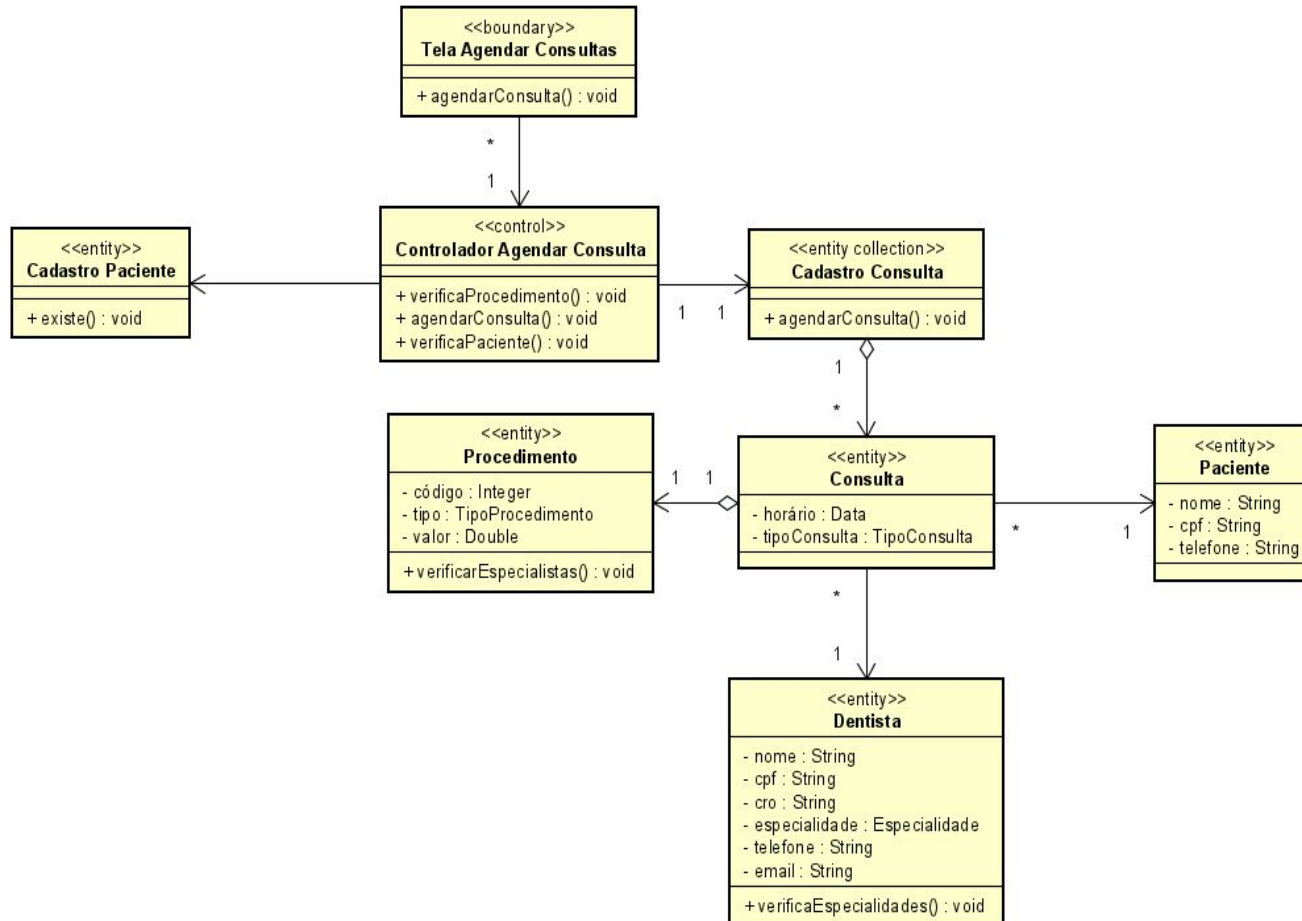 <<boundary>>
Tela Agendar Consultas
+ agendarConsulta() : void
*
1
<<entity>>
Cadastro Paciente
+ existe() : void
<<control>>
Controlador Agendar Consulta
+ verificaProcedimento() : void
+ agendarConsulta() : void
+ verificaPaciente() : void
1 1
<<entity collection>>
Cadastro Consulta
+ agendarConsulta() : void
1
*
<<entity>>
Procedimento
- código : Integer
- tipo : TipoProcedimento
- valor : Double
+ verificarEspecialistas() : void
1 1
<<entity>>
Consulta
- horário : Data
- tipoConsulta : TipoConsulta
* 1
<<entity>>
Paciente
- nome : String
- cpf : String
- telefone : String
*
1
<<entity>>
Dentista
- nome : String
- cpf : String
- cro : String
- especialidade : Especialidade
- telefone : String
- email : String
+ verificaEspecialidades() : void